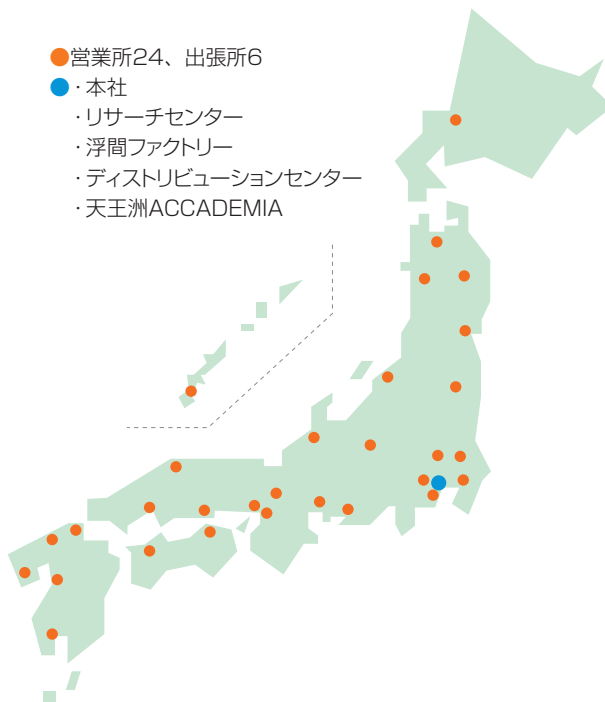 ●営業所24、出張所6
●・本社
・リサーチセンター
・浮間ファクトリー
・ディストリビューションセンター
・天王洲ACCADEMIA